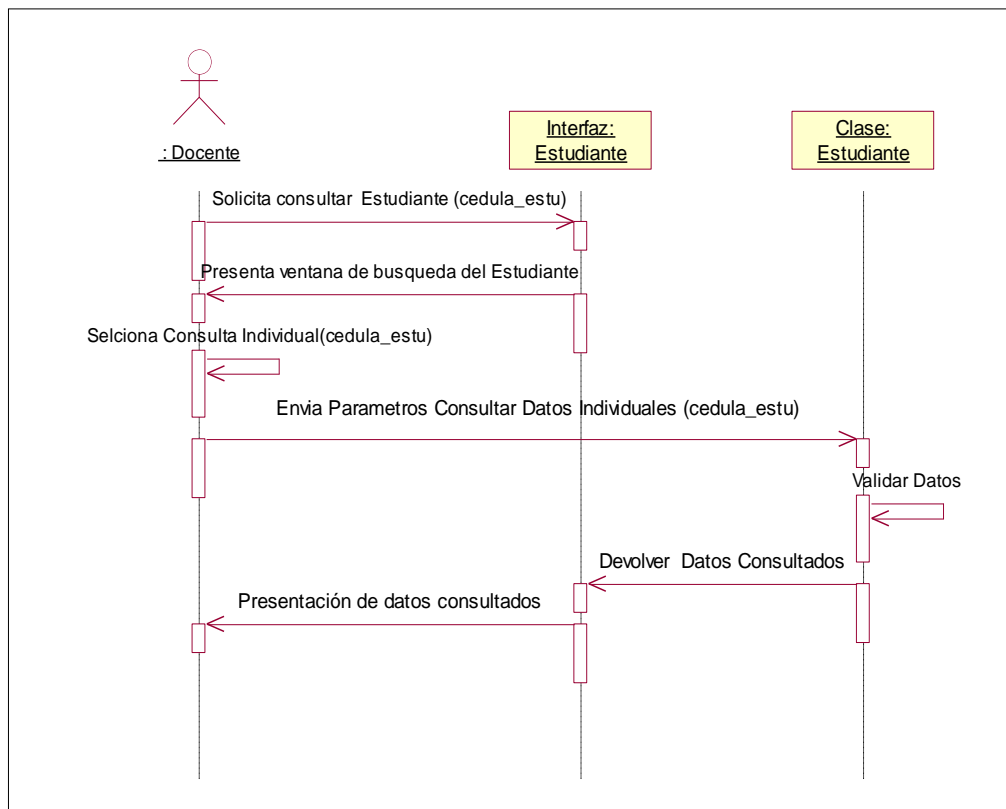 : Docente
Interfaz:
Estudiante
Clase:
Estudiante
Solicita consultar Estudiante (cedula_estu)
Presenta ventana de busqueda del Estudiante
Selciona Consulta Individual(cedula_estu)
Envia Parametros Consultar Datos Individuales (cedula_estu)
Validar Datos
Devolver Datos Consultados
Presentación de datos consultados